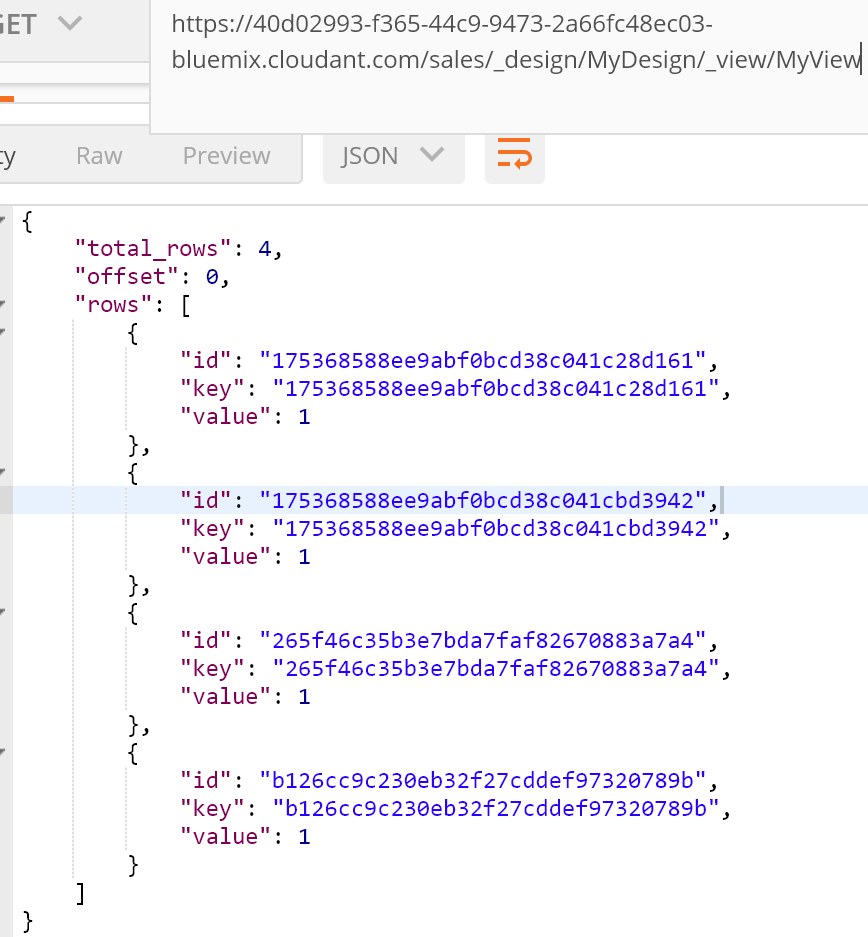 GET
https://40d02993-f365-44c9-9473-2a66fc48ec03-
bluemix.cloudant.com/sales/_design/MyDesign/_view/MyView
Raw Preview JSON
{
"total_rows": 4,
"offset": 0,
"rows": [
{
"id": "175368588ee9abf0bcd38c041c28d161",
"key": "175368588ee9abf0bcd38c041c28d161",
"value": 1
},
{
"id": "175368588ee9abf0bcd38c041cbd3942",
"key": "175368588ee9abf0bcd38c041cbd3942",
"value": 1
},
{
"id": "265f46c35b3e7bda7faf82670883a7a4",
"key": "265f46c35b3e7bda7faf82670883a7a4",
"value": 1
},
{
"id": "b126cc9c230eb32f27cddef97320789b",
"key": "b126cc9c230eb32f27cddef97320789b",
"value": 1
}
]
}